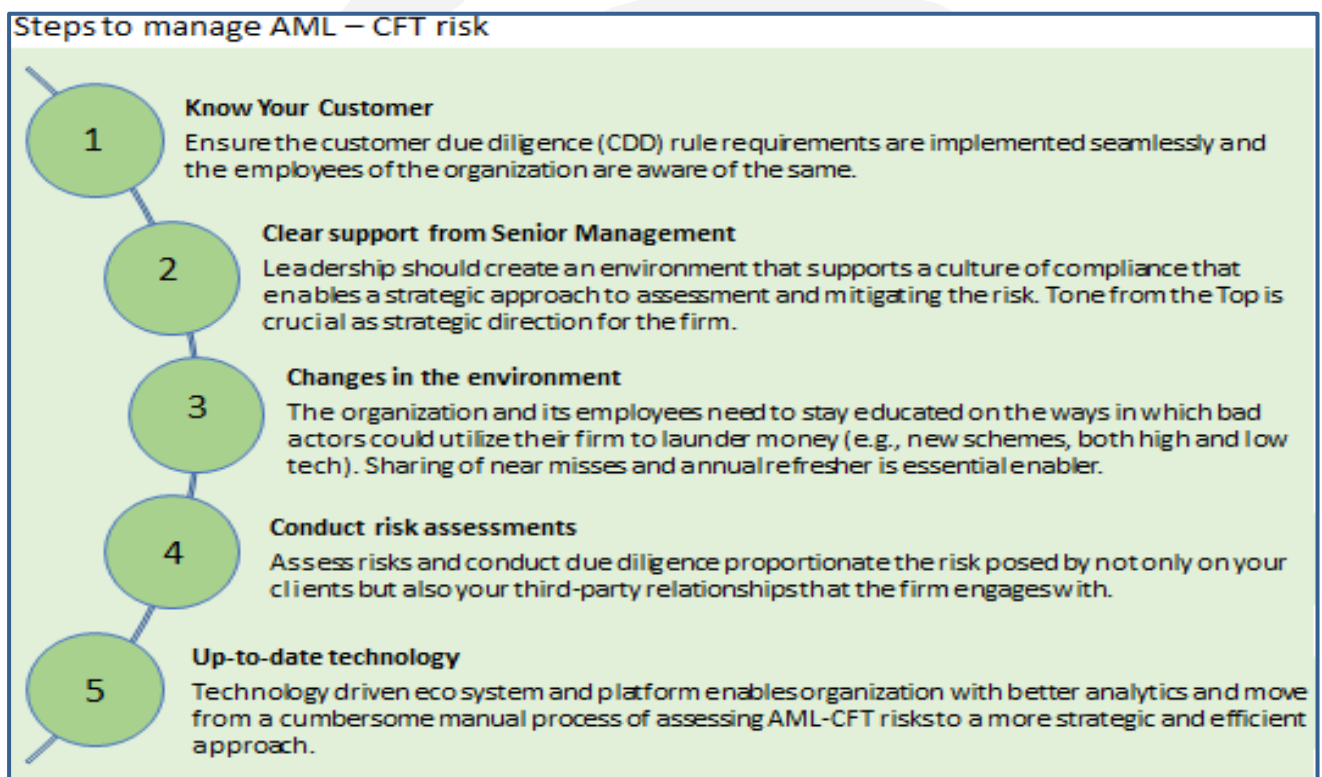 Steps to manage AML – CFT risk
1
Know Your Customer
Ensure the customer due diligence (CDD) rule requirements are implemented seamlessly and
the employees of the organization are aware of the same.
2
Clear support from Senior Management
Leadership should create an environment that supports a culture of compliance that
enables a strategic approach to assessment and mitigating the risk. Tone from the Top is
crucial as strategic direction for the firm.
3
Changes in the environment
The organization and its employees need to stay educated on the ways in which bad
actors could utilize their firm to launder money (e.g., new schemes, both high and low
tech). Sharing of near misses and annual refresher is essential enabler.
4
Conduct risk assessments
Assess risks and conduct due diligence proportionate the risk posed by not only on your
clients but also your third-party relationships that the firm engages with.
5
Up-to-date technology
Technology driven eco system and platform enables organization with better analytics and move
from a cumbersome manual process of assessing AML-CFT risks to a more strategic and efficient
approach.